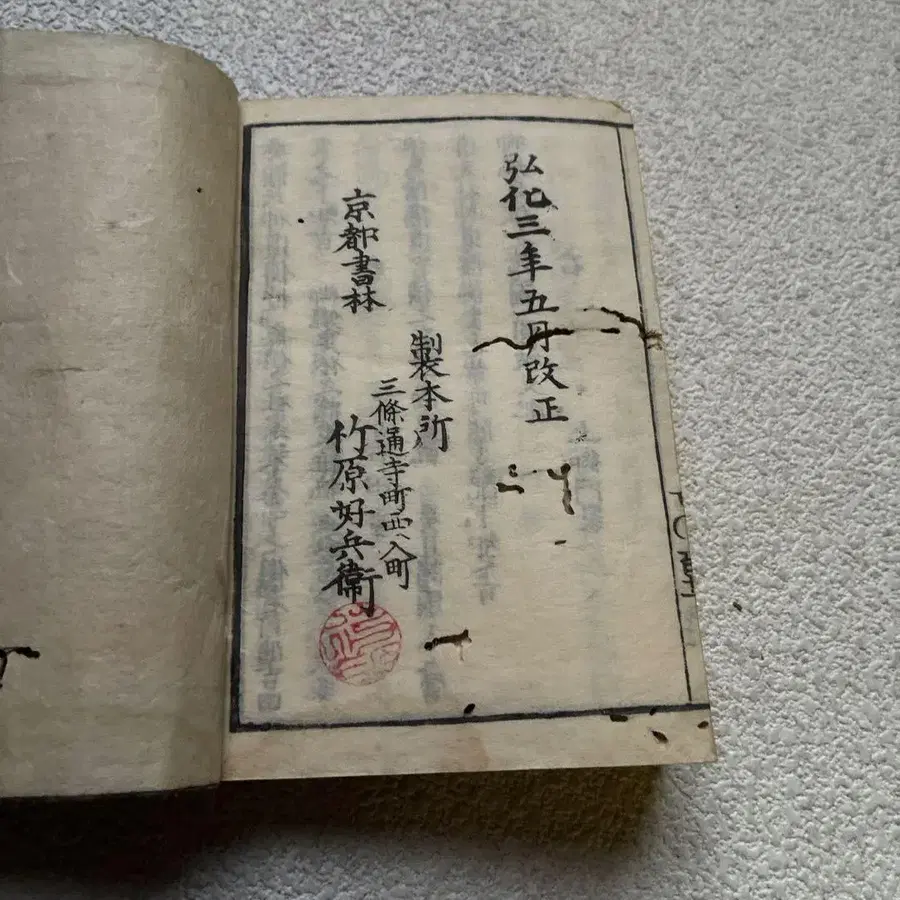 弘化三年五月改正
製本所
京都書林
三條通寺町西ヘ入町
竹原好兵衛